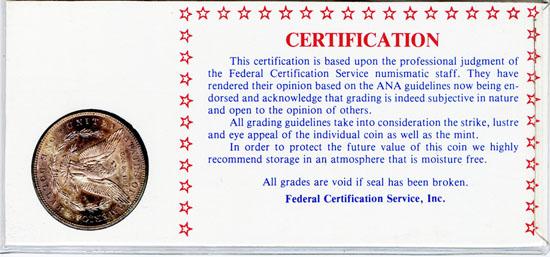 CERTIFICATION
This certification is based upon the professional judgment of
the Federal Certification Service numismatic staff. They have
rendered their opinion based on the ANA guidelines now being en-
dorsed and acknowledge that grading is indeed subjective in nature
and open to the opinion of others.
All grading guidelines take into consideration the strike, lustre
and eye appeal of the individual coin as well as the mint.
In order to protect the future value of this coin we highly
recommend storage in an atmosphere that is moisture free.
All grades are void if seal has been broken.
Federal Certification Service, Inc.